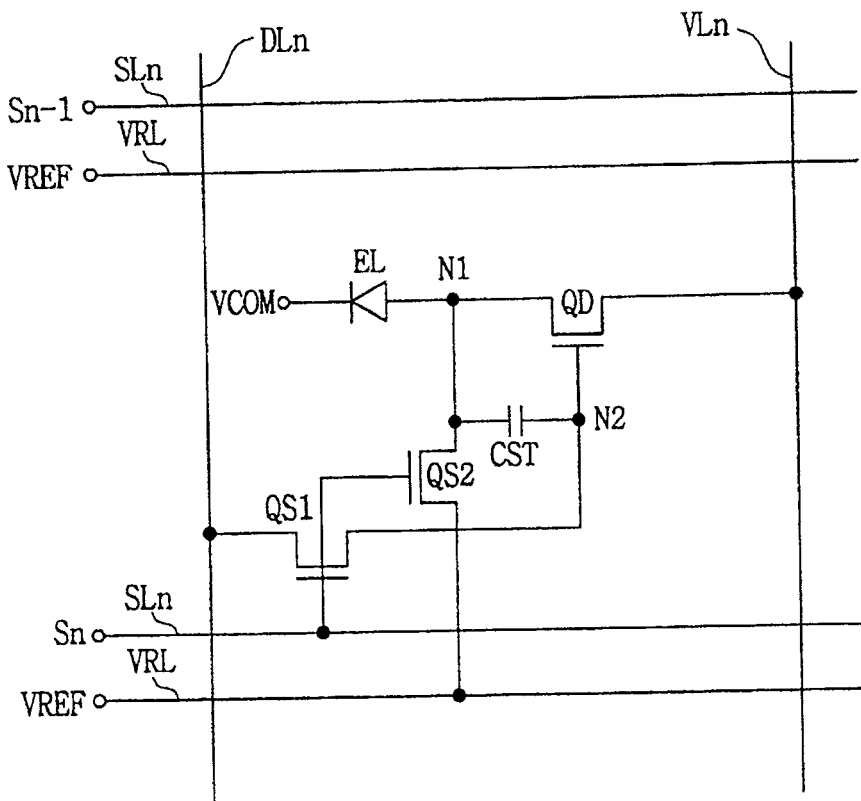 DLn
VLn
SLn
Sn-1
VRL
VREF
EL
N1
VCOM
QD
N2
CST
QS2
QS1
SLn
Sn
VRL
VREF